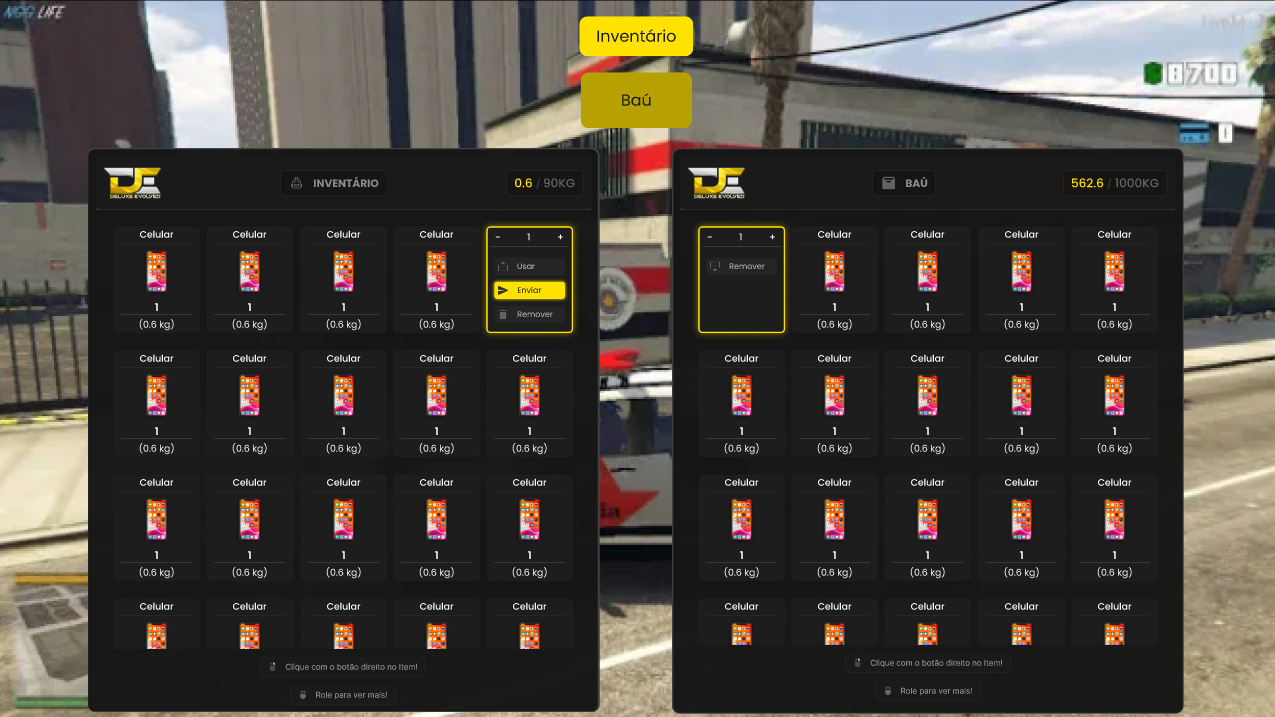 NGG LIFE
FiveM
Inventário
8700
Baú
0
DELUXE EVOLVED
INVENTÁRIO
0.6 / 90KG
Celular Celular Celular Celular - 1 +
Usar
Enviar
Remover
1 1 1 1
(0.6 kg) (0.6 kg) (0.6 kg) (0.6 kg)
Celular Celular Celular Celular Celular
1 1 1 1 1
(0.6 kg) (0.6 kg) (0.6 kg) (0.6 kg) (0.6 kg)
Celular Celular Celular Celular Celular
1 1 1 1 1
(0.6 kg) (0.6 kg) (0.6 kg) (0.6 kg) (0.6 kg)
Celular Celular Celular Celular Celular
Clique com o botão direito no Item!
Role para ver mais!
DELUXE EVOLVED
BAÚ
562.6 / 1000KG
- 1 + Celular Celular Celular Celular
Remover
1 1 1 1
(0.6 kg) (0.6 kg) (0.6 kg) (0.6 kg)
Celular Celular Celular Celular Celular
1 1 1 1 1
(0.6 kg) (0.6 kg) (0.6 kg) (0.6 kg) (0.6 kg)
Celular Celular Celular Celular Celular
1 1 1 1 1
(0.6 kg) (0.6 kg) (0.6 kg) (0.6 kg) (0.6 kg)
Celular Celular Celular Celular Celular
Clique com o botão direito no Item!
Role para ver mais!